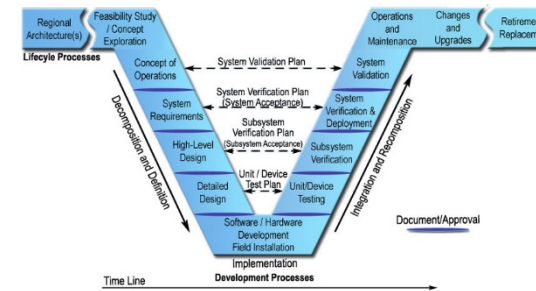 Regional
Architecture(s)
Feasibility Study
/ Concept
Exploration
Operations
and
Maintenance
Changes
and
Upgrades
Retirement
Replacem
Lifecyle Processes
Concept of
Operations
System Validation Plan
System
Validation
System
Requirements
System Verification Plan
(System Acceptance)
System
Verification &
Deployment
High-Level
Design
Subsystem
Verification Plan
(Subsystem Acceptance)
Subsystem
Verification
Detailed
Design
Unit / Device
Test Plan
Unit/Device
Testing
Decomposition and Definition
Integration and Recomposition
Software / Hardware
Development
Field Installation
Document/Approval
Implementation
Development Processes
Time Line